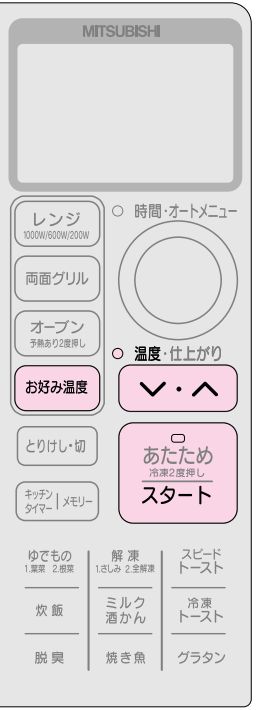 MITSUBISHI
レンジ
1000W/600W/200W
時間・オートメニュー
両面グリル
オーブン
予熱あり2度押し
温度・仕上がり
お好み温度
∨・∧
とりけし・切
あたため
冷凍2度押し
スタート
キッチン
タイマー|メモリー
ゆでもの
1.葉菜 2.根菜
解凍
1.さしみ 2.全解凍
スピード
トースト
炊飯
ミルク
酒かん
冷凍
トースト
脱臭
焼き魚
グラタン